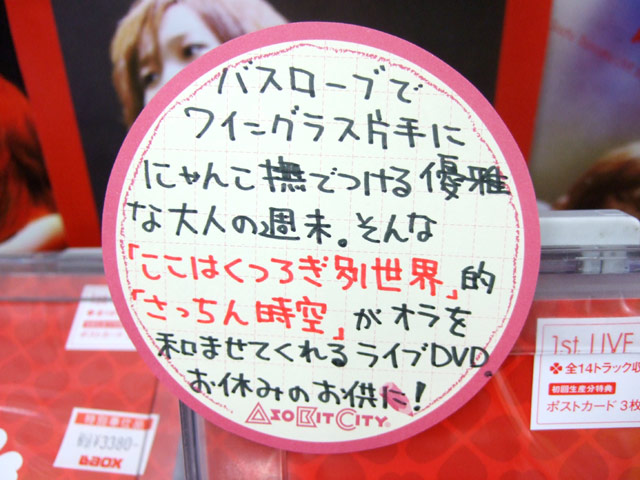 バスローブで
ワイングラス片手に
にゃんこ撫でつける優雅
な大人の週末。そんな
「ここはくつろぎ別世界」的
「さっちん時空」がオラを
和ませてくれるライブDVD。
お休みのお供に!
ASOBITCITY
1st. LIVE
全14トラック収
初回生産分特典
ポストカード 3枚
¥3380-